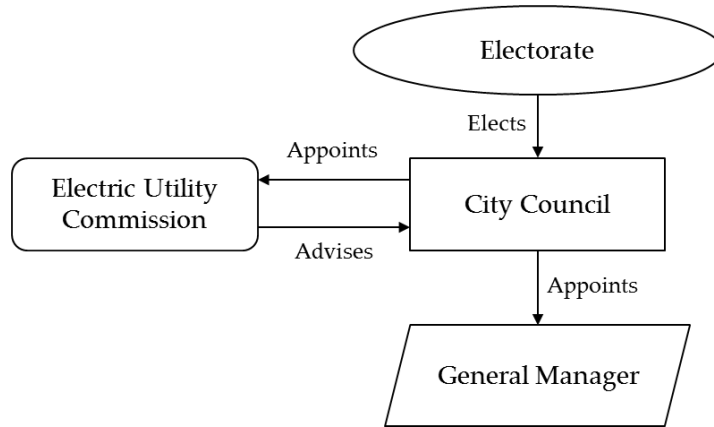 Electorate
Elects
Appoints
Electric Utility
Commission
City Council
Advises
Appoints
General Manager